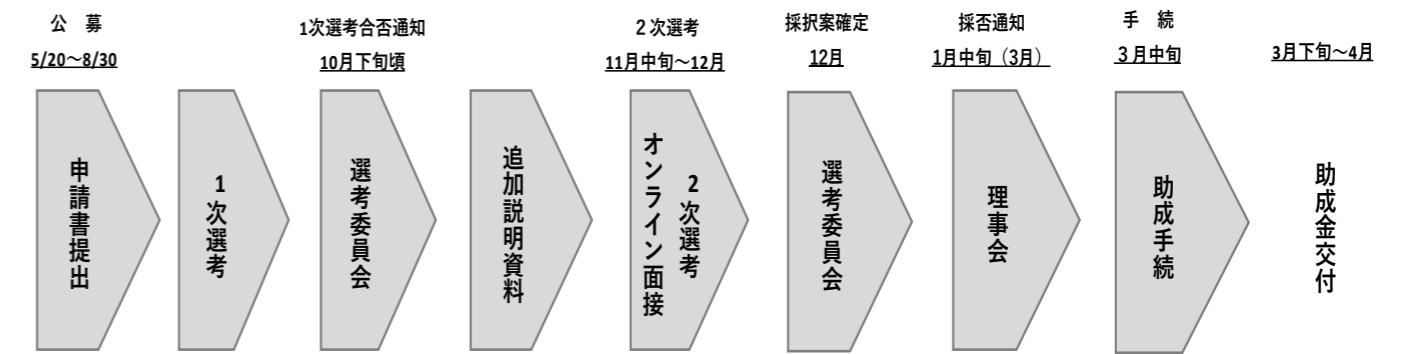 公　募
5/20～8/30
1次選考合否通知
10月下旬頃
２次選考
11月中旬～12月
採択案確定
12月
採否通知
1月中旬（3月）
手　続
３月中旬
3月下旬～4月
申請書提出
1次選考
選考委員会
追加説明資料
2次選考
オンライン面接
選考委員会
理事会
助成手続
助成金交付